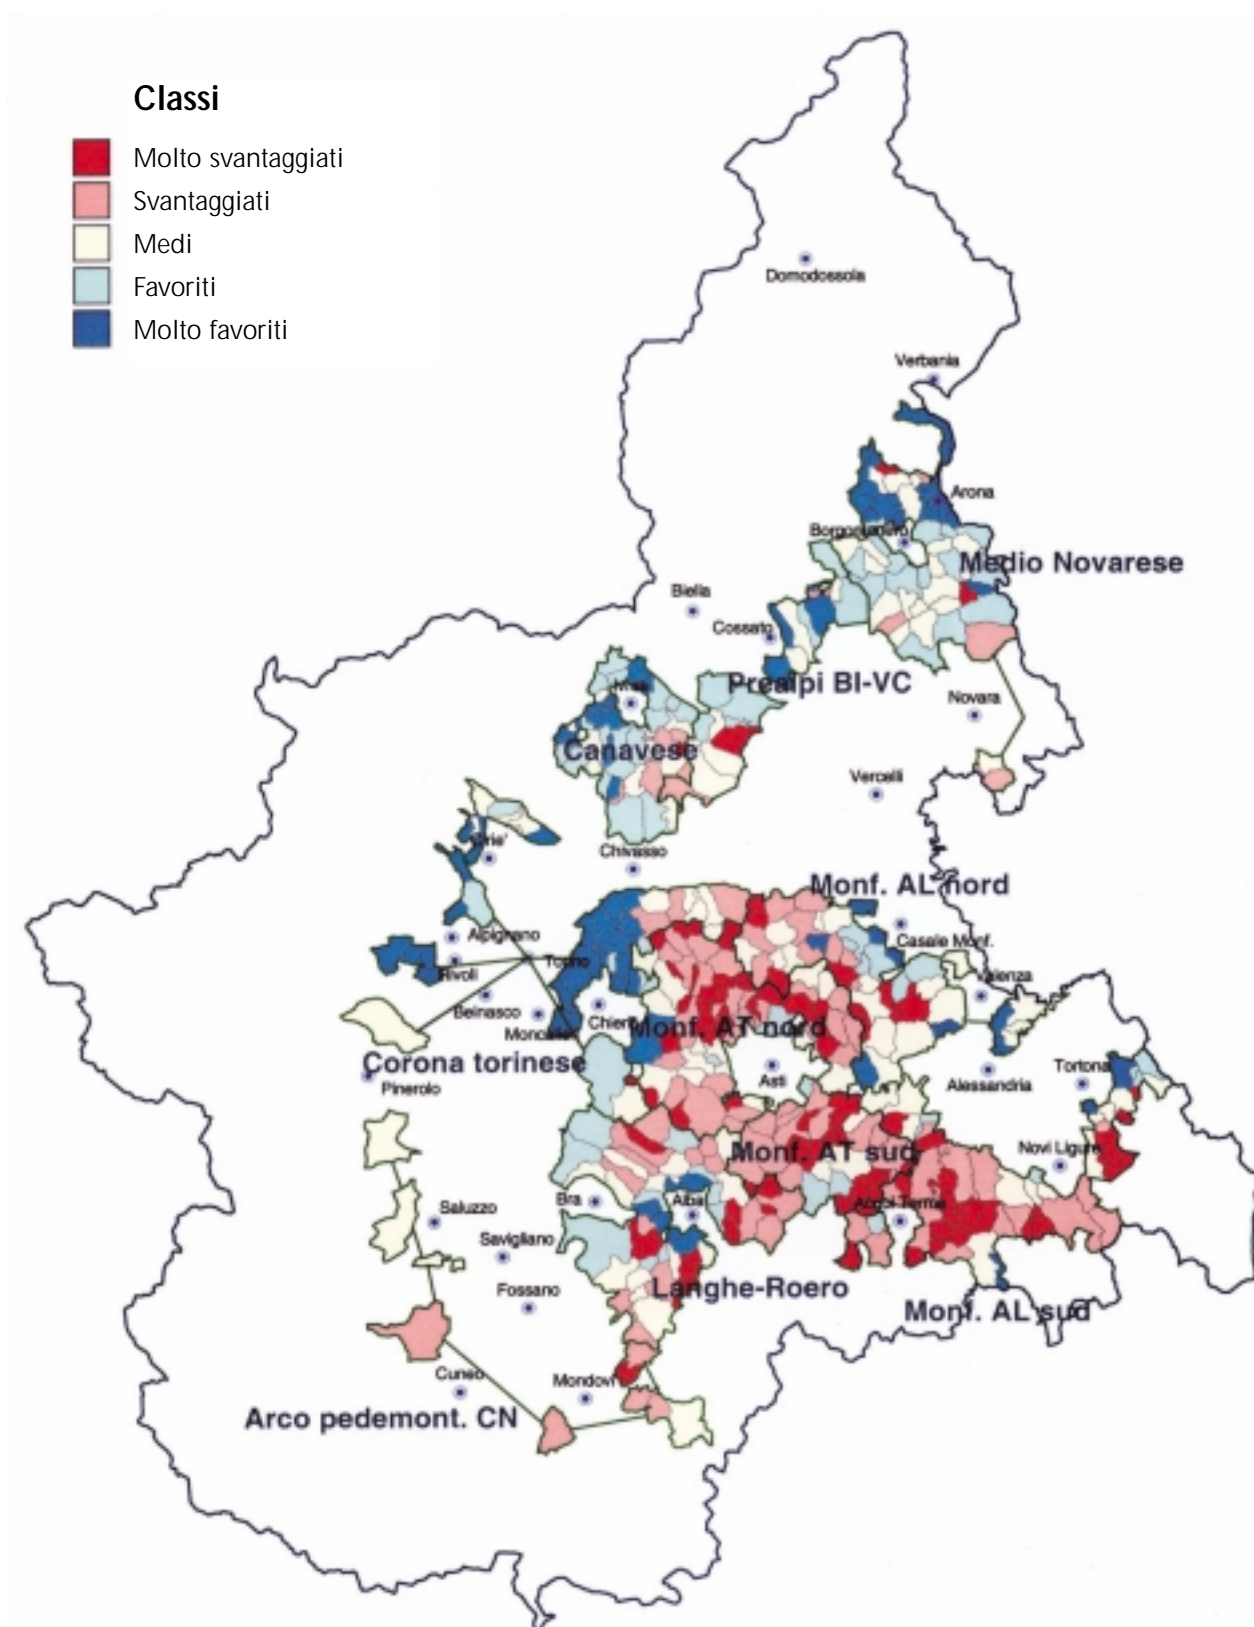 Classi
Molto svantaggiati
Svantaggiati
Medi
Favoriti
Molto favoriti
Domodossola
Verbania
Arona
Borgomanero
Medio Novarese
Biella
Cossato
Prealpi BI-VC
Novara
Canavese
Vercelli
Cirie'
Chivasso
Monf. AL nord
Casale Monf.
Alpignano
Torino
Rivoli
Valenza
Beinasco
Chieri
Monf. AT nord
Corona torinese
Pinerolo
Asti
Alessandria
Tortona
Novi Ligure
Monf. AT sud
Bra
Alba
Acqui Terme
Saluzzo
Savigliano
Fossano
Langhe-Roero
Monf. AL sud
Cuneo
Mondovì
Arco pedemont. CN